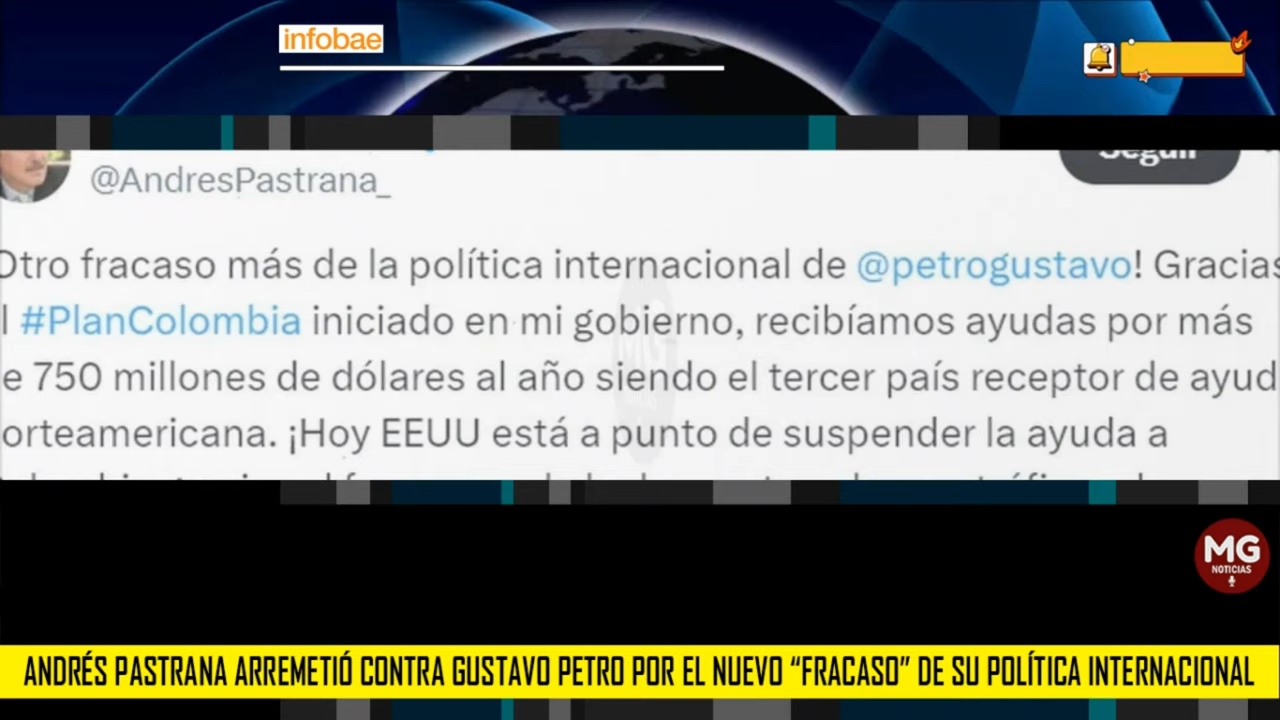 infobae
@AndresPastrana_
Seguir
Otro fracaso más de la política internacional de @petrogustavo! Gracias
l #PlanColombia iniciado en mi gobierno, recibíamos ayudas por más
e 750 millones de dólares al año siendo el tercer país receptor de ayud
orteamericana. ¡Hoy EEUU está a punto de suspender la ayuda a
MG
NOTICIAS
ANDRÉS PASTRANA ARREMETIÓ CONTRA GUSTAVO PETRO POR EL NUEVO “FRACASO” DE SU POLÍTICA INTERNACIONAL